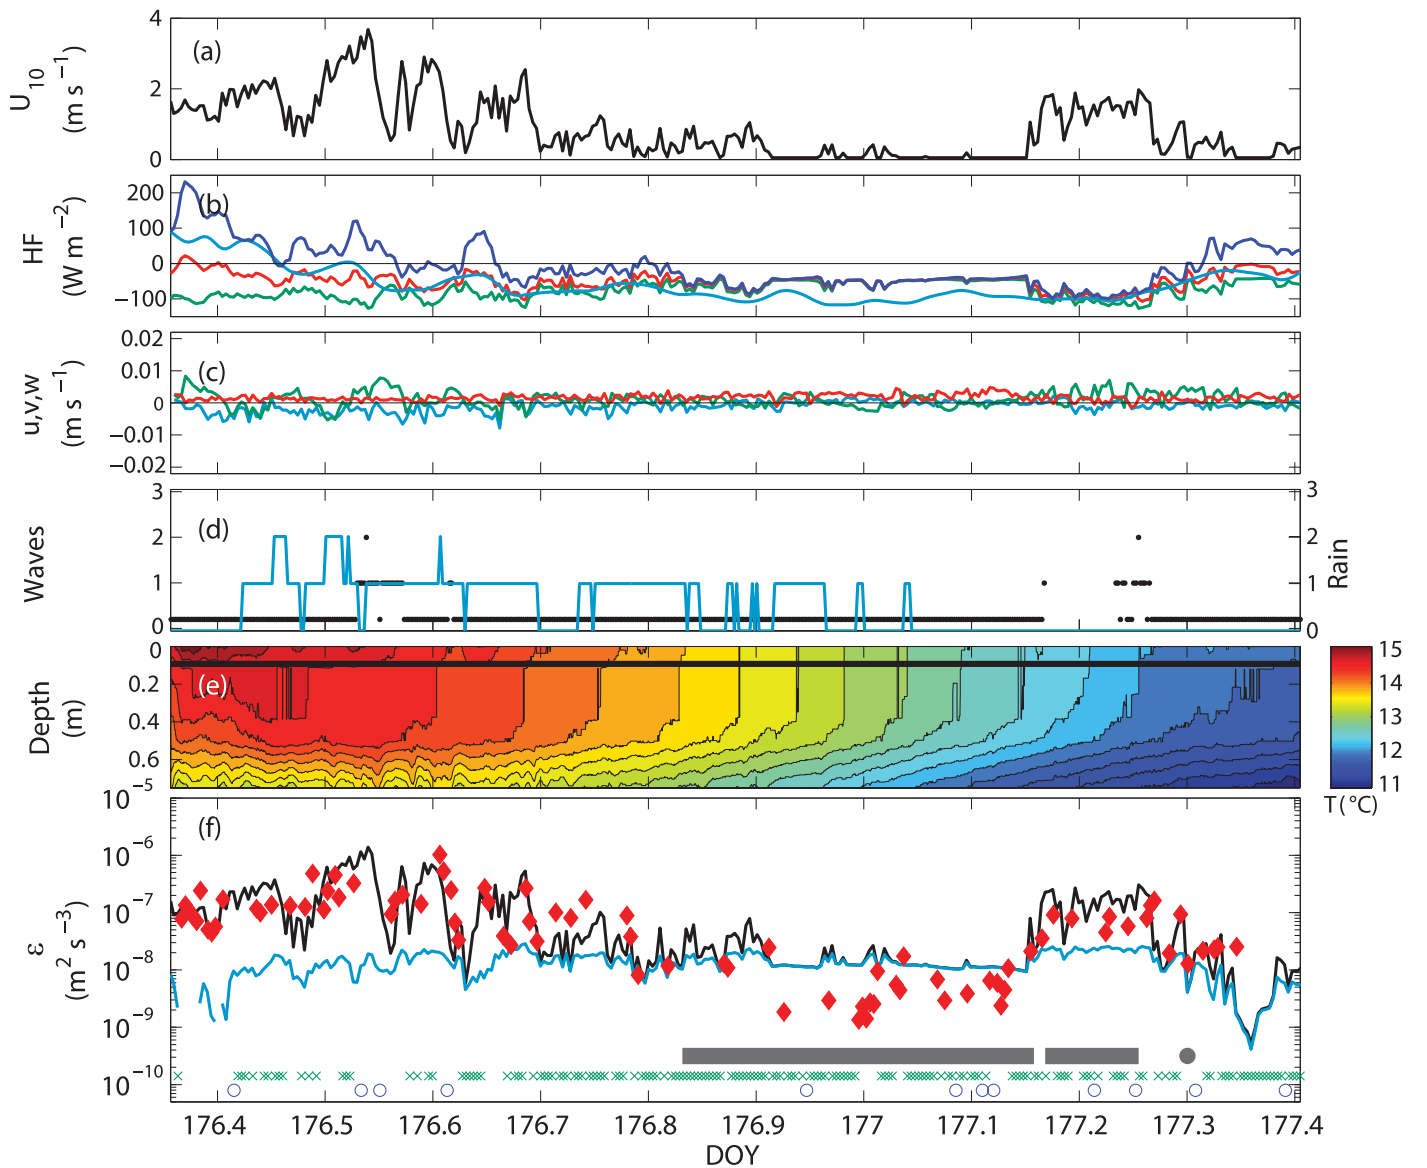 (a)
U10
(m s−1)
4
2
0
(b)
HF
(W m−2)
200
100
0
−100
(c)
u,v,w
(m s−1)
0.02
0.01
0
−0.01
−0.02
(d)
Waves
3
2
1
0
3
2
1
0
Rain
(e)
Depth
(m)
0
0.2
0.4
0.6
15
14
13
12
11
T (°C)
(f)
ε
(m2 s−3)
10−5
10−6
10−7
10−8
10−9
10−10
176.4 176.5 176.6 176.7 176.8 176.9 177 177.1 177.2 177.3 177.4
DOY